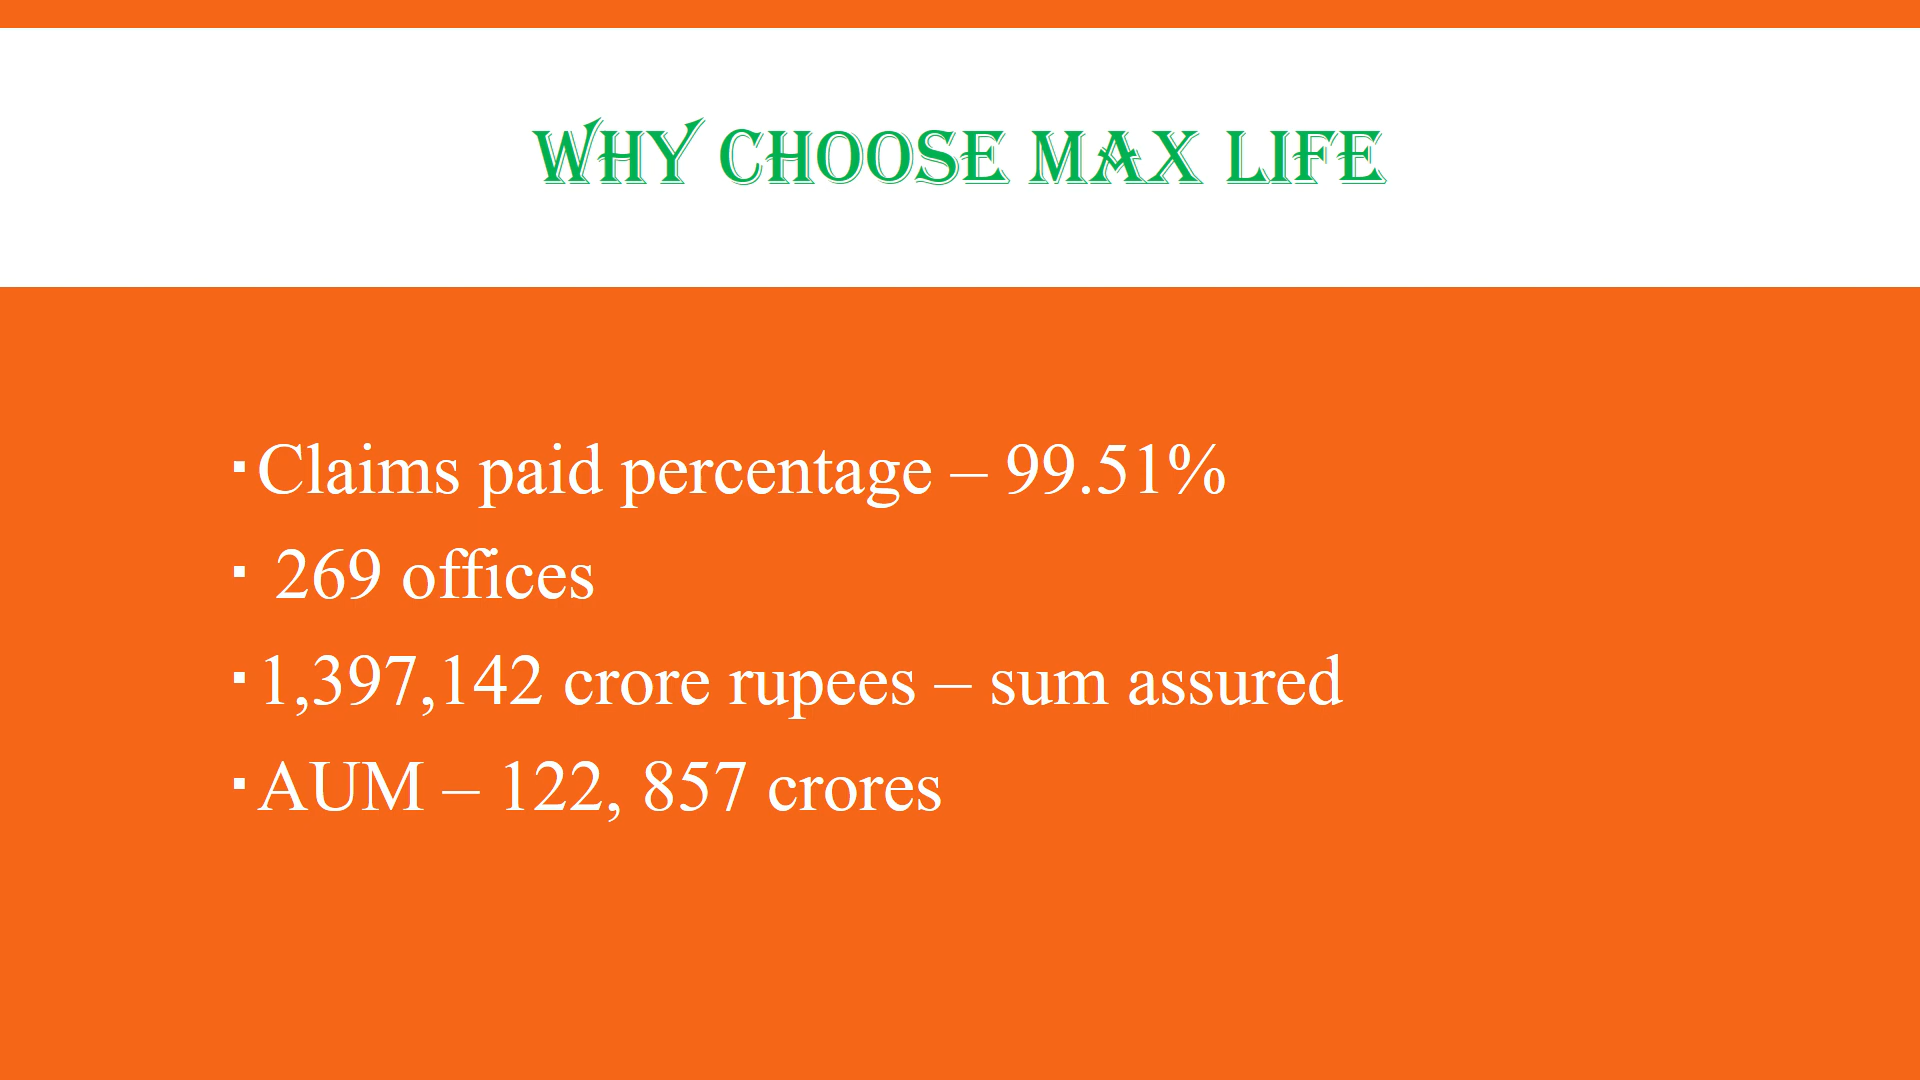 WHY CHOOSE MAX LIFE
▪ Claims paid percentage – 99.51%
▪ 269 offices
▪ 1,397,142 crore rupees – sum assured
▪ AUM – 122, 857 crores